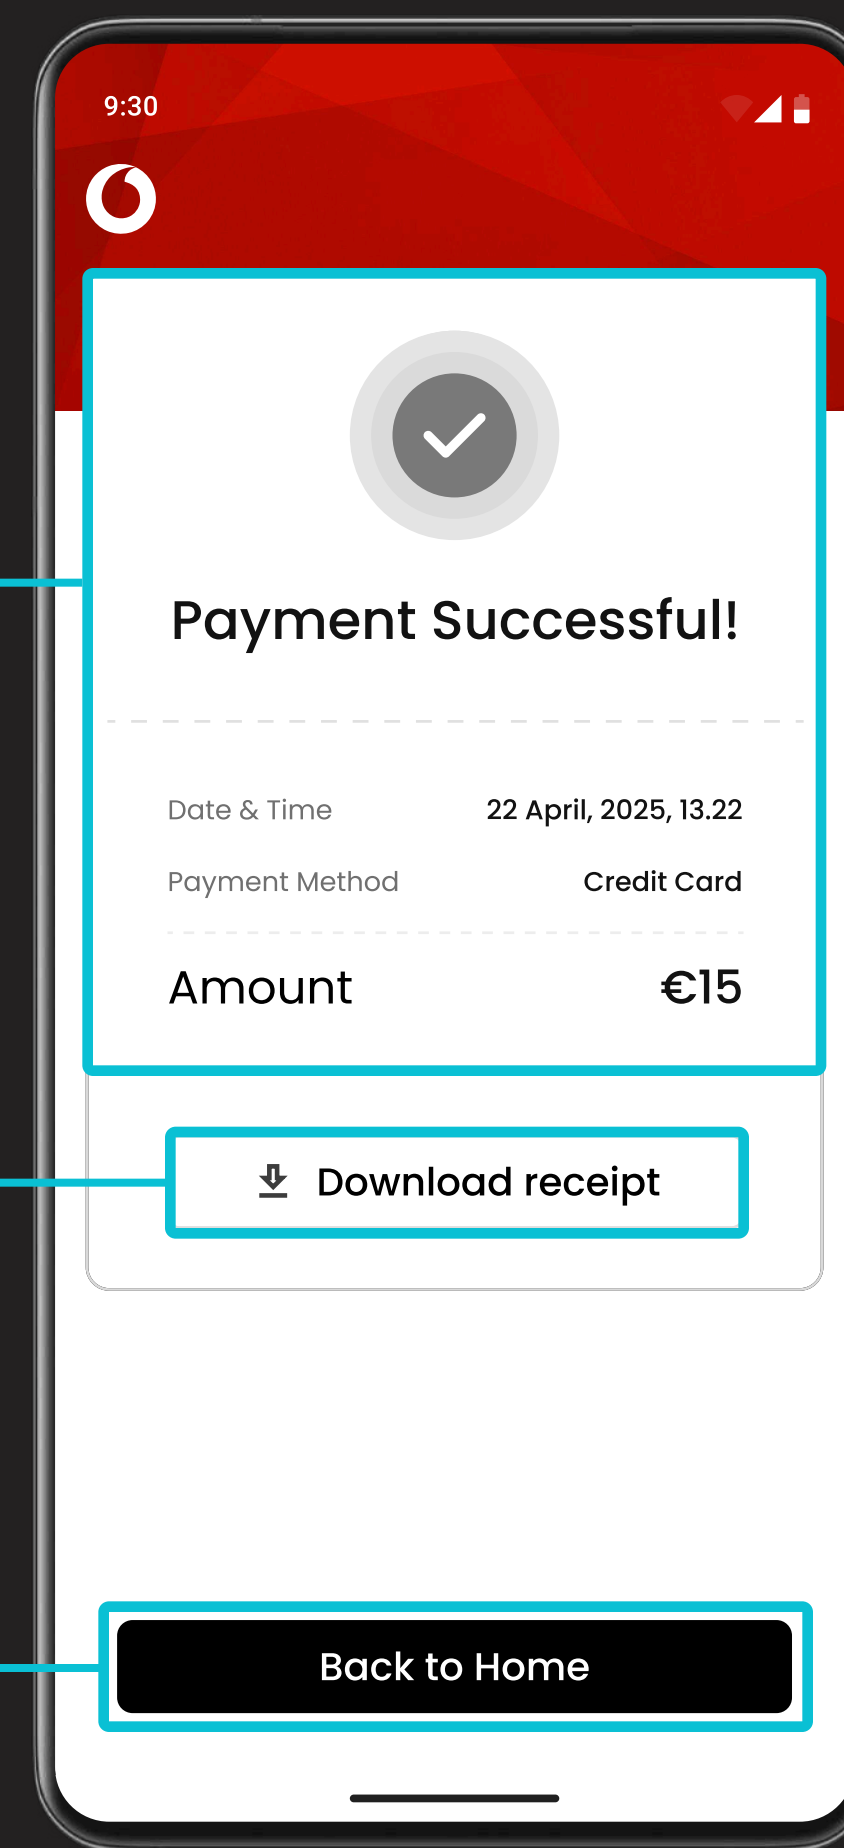 9:30
Payment Successful!
Date & Time 22 April, 2025, 13.22
Payment Method Credit Card
Amount €15
Download receipt
Back to Home